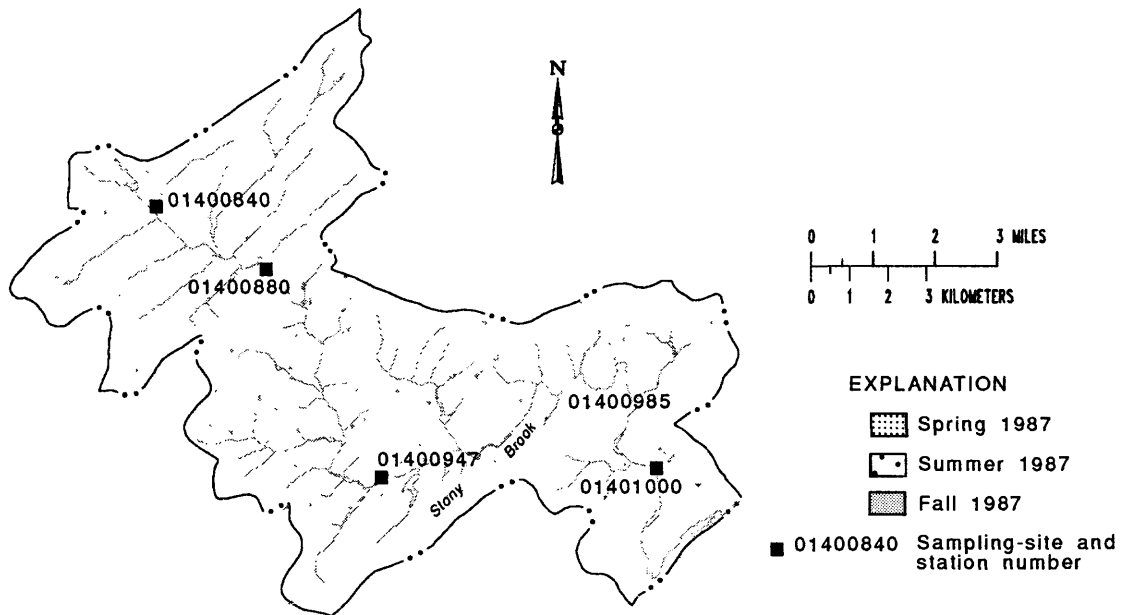 N
01400840
01400880
0 1 2 3 MILES
0 1 2 3 KILOMETERS
01400985
01400947
Stony Brook
01401000
EXPLANATION
Spring 1987
Summer 1987
Fall 1987
01400840 Sampling-site and
station number